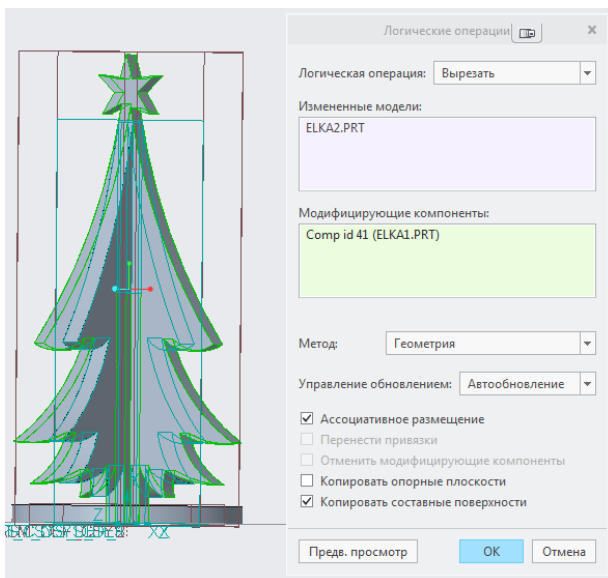 Логические операции
Логическая операция: Вырезать
Измененные модели:
ELKA2.PRT
Модифицирующие компоненты:
Comp id 41 (ELKA1.PRT)
Метод: Геометрия
Управление обновлением: Автообновление
Ассоциативное размещение
Перенести привязки
Отменить модифицирующие компоненты
Копировать опорные плоскости
Копировать составные поверхности
Предв. просмотр OK Отмена
Z